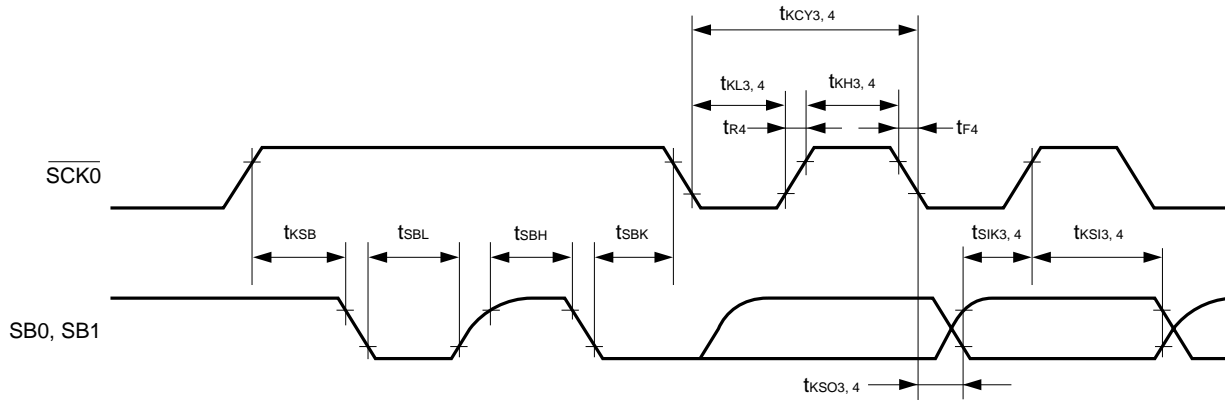 tKCY3, 4
tKL3, 4
tKH3, 4
tR4
tF4
SCK0
tKSB
tSBL
tSBH
tSBK
tSIK3, 4
tKSI3, 4
SB0, SB1
tKSO3, 4